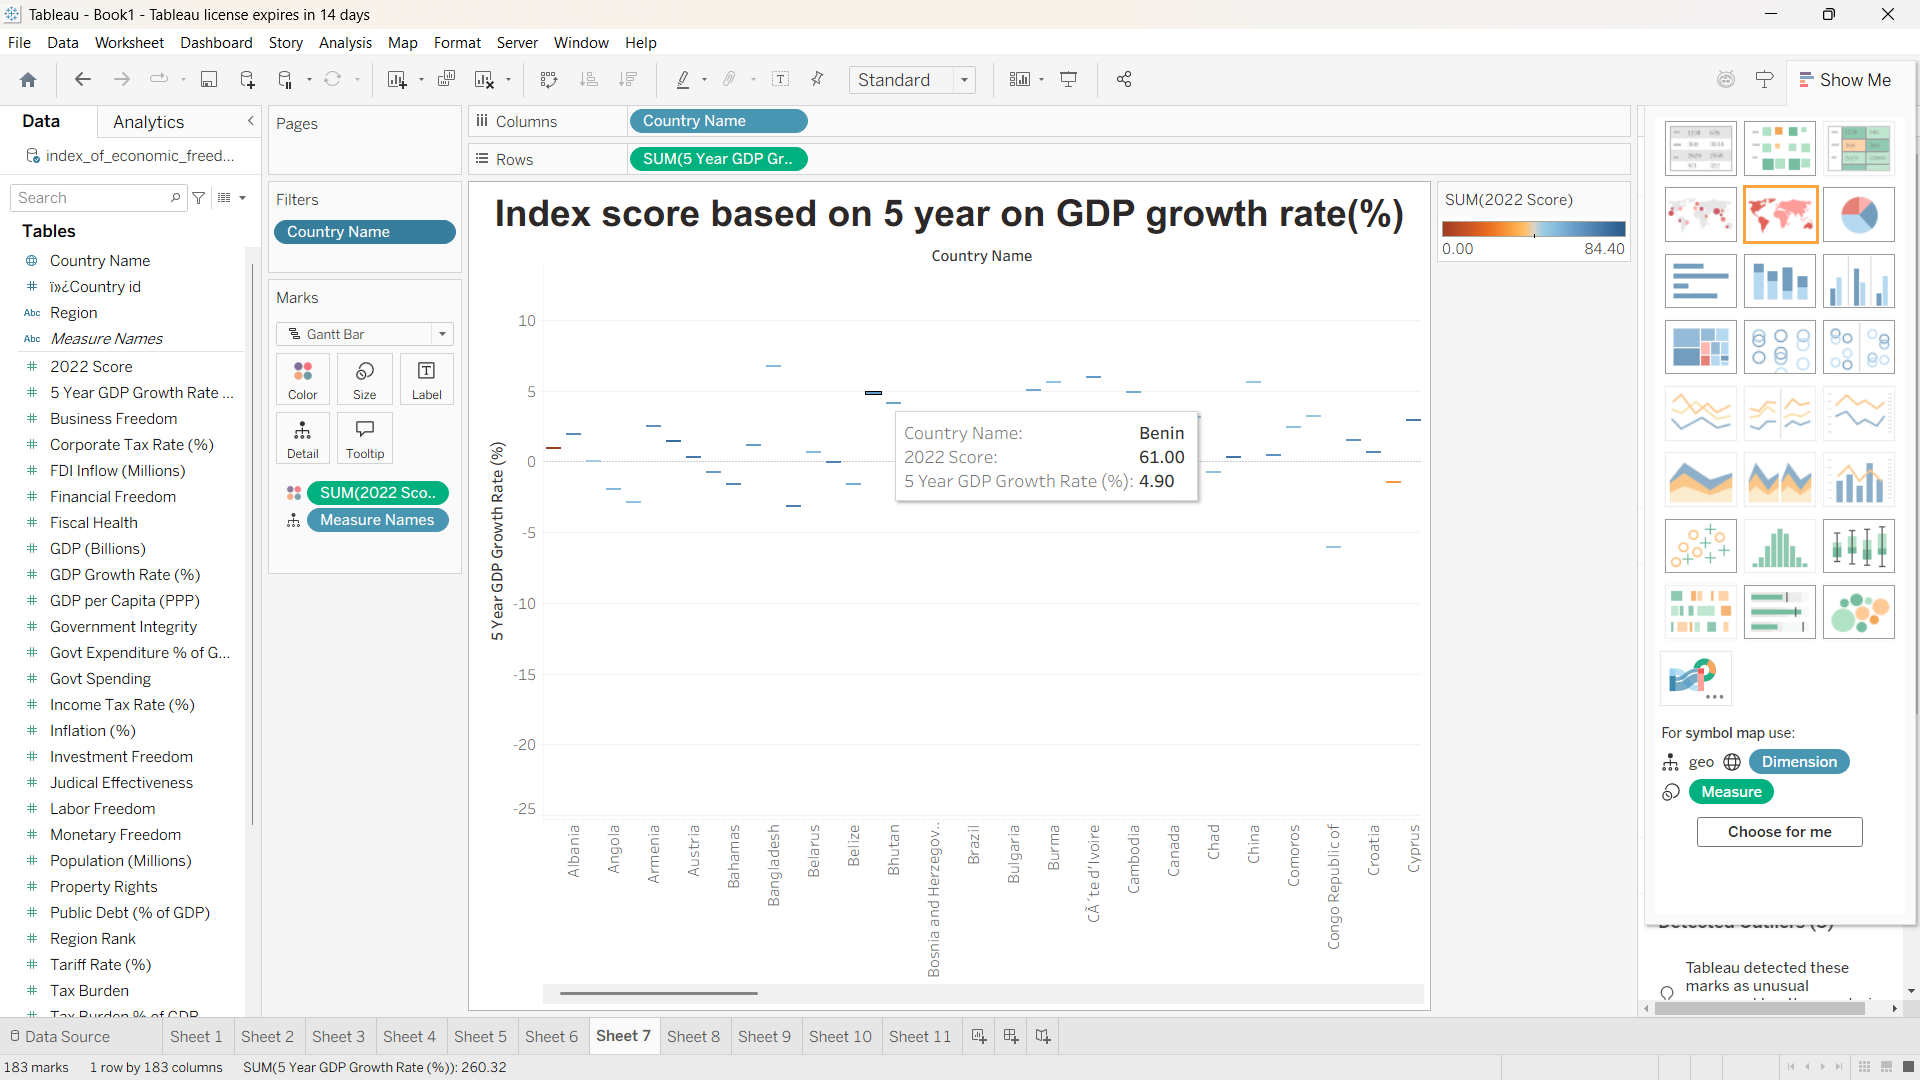 Tableau - Book1 - Tableau license expires in 14 days
File Data Worksheet Dashboard Story Analysis Map Format Server Window Help
Standard
Show Me
Data Analytics
index_of_economic_freed...
Search
Tables
Country Name
ï»¿Country id
Region
Measure Names
2022 Score
5 Year GDP Growth Rate ...
Business Freedom
Corporate Tax Rate (%)
FDI Inflow (Millions)
Financial Freedom
Fiscal Health
GDP (Billions)
GDP Growth Rate (%)
GDP per Capita (PPP)
Government Integrity
Govt Expenditure % of G...
Govt Spending
Income Tax Rate (%)
Inflation (%)
Investment Freedom
Judical Effectiveness
Labor Freedom
Monetary Freedom
Population (Millions)
Property Rights
Public Debt (% of GDP)
Region Rank
Tariff Rate (%)
Tax Burden
Tax Burden % of GDP
Pages
Filters
Country Name
Marks
Gantt Bar
Color Size Label
Detail Tooltip
SUM(2022 Sco..
Measure Names
Columns Country Name
Rows SUM(5 Year GDP Gr..
Index score based on 5 year on GDP growth rate(%)
Country Name
5 Year GDP Growth Rate (%)
10
5
0
-5
-10
-15
-20
-25
Country Name: Benin
2022 Score: 61.00
5 Year GDP Growth Rate (%): 4.90
Albania
Angola
Armenia
Austria
Bahamas
Bangladesh
Belarus
Belize
Bhutan
Bosnia and Herzegov..
Brazil
Bulgaria
Burma
CÃ´te d'Ivoire
Cambodia
Canada
Chad
China
Comoros
Congo Republic of
Croatia
Cyprus
SUM(2022 Score)
0.00 84.40
For symbol map use:
geo Dimension
Measure
Choose for me
Tableau detected these
marks as unusual
Data Source Sheet 1 Sheet 2 Sheet 3 Sheet 4 Sheet 5 Sheet 6 Sheet 7 Sheet 8 Sheet 9 Sheet 10 Sheet 11
183 marks 1 row by 183 columns SUM(5 Year GDP Growth Rate (%)): 260.32